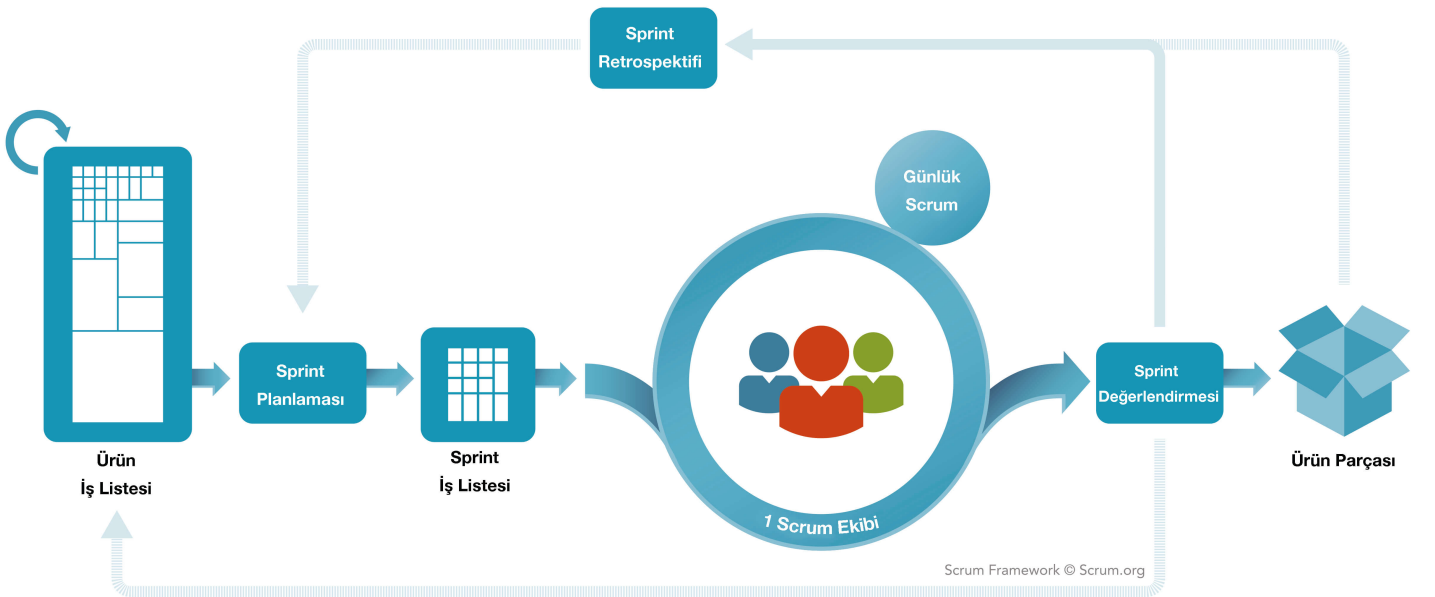 Sprint
Retrospektifi
Günlük
Scrum
Sprint
Planlaması
Sprint
Değerlendirmesi
Ürün
İş Listesi
Sprint
İş Listesi
Ürün Parçası
1 Scrum Ekibi
Scrum Framework © Scrum.org